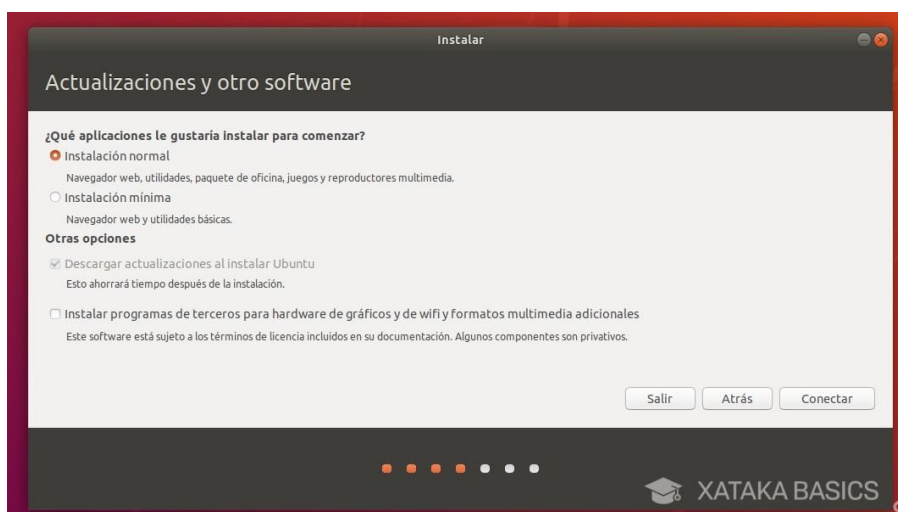 Instalar
Actualizaciones y otro software
¿Qué aplicaciones le gustaría instalar para comenzar?
Instalación normal
Navegador web, utilidades, paquete de oficina, juegos y reproductores multimedia.
Instalación mínima
Navegador web y utilidades básicas.
Otras opciones
Descargar actualizaciones al instalar Ubuntu
Esto ahorrará tiempo después de la instalación.
Instalar programas de terceros para hardware de gráficos y de wifi y formatos multimedia adicionales
Este software está sujeto a los términos de licencia incluidos en su documentación. Algunos componentes son privativos.
Salir Atrás Conectar
XATAKA BASICS